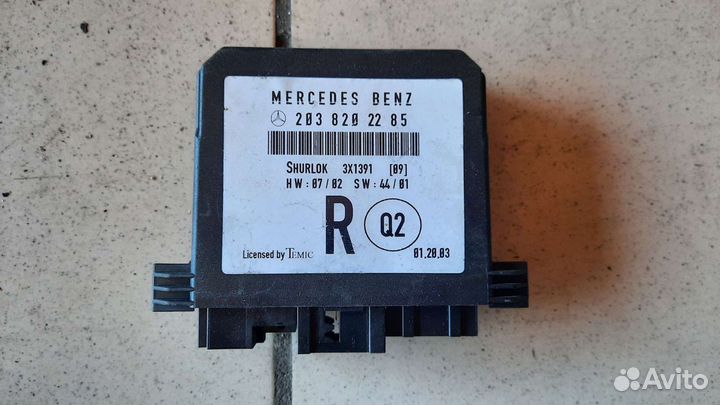 MERCEDES BENZ
203 820 22 85
SHURLOK 3X1391 [09]
HW:07/02 SW:44/01
R Q2
Licensed by TEMIC 01.20.03
Avito